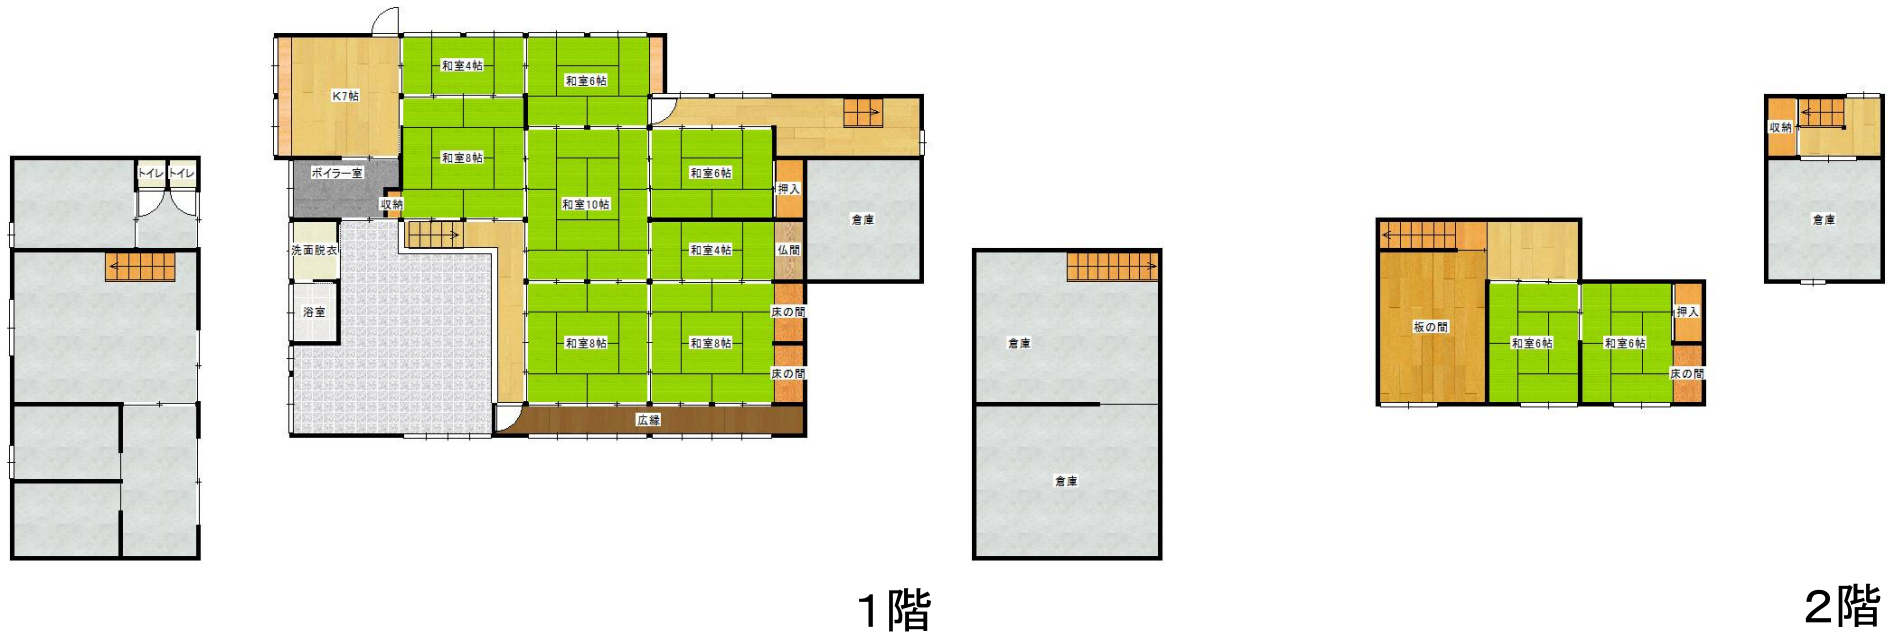 和室4帖
和室6帖
K7帖
収納
和室8帖
トイレ
トイレ
ボイラー室
和室6帖
押入
収納
和室10帖
倉庫
倉庫
洗面脱衣
和室4帖
仏間
浴室
床の間
押入
板の間
倉庫
和室8帖
和室8帖
和室6帖
和室6帖
床の間
床の間
広縁
倉庫
1階
2階